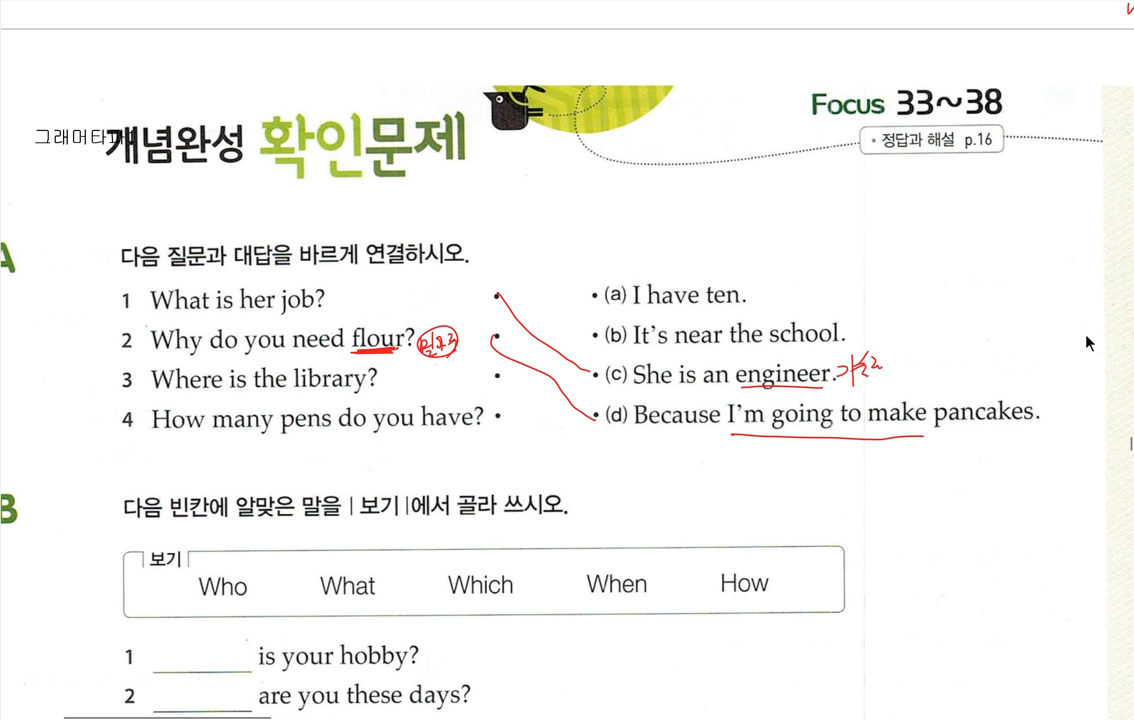 Focus 33~38
그래머타파
개념완성 확인문제
• 정답과 해설 p.16
A 다음 질문과 대답을 바르게 연결하시오.
1 What is her job? •
• (a) I have ten.
2 Why do you need flour? 밀가루 •
• (b) It's near the school.
3 Where is the library? •
• (c) She is an engineer.
4 How many pens do you have? •
• (d) Because I'm going to make pancakes.
B 다음 빈칸에 알맞은 말을 | 보기 |에서 골라 쓰시오.
보기
Who What Which When How
1 ________ is your hobby?
2 ________ are you these days?